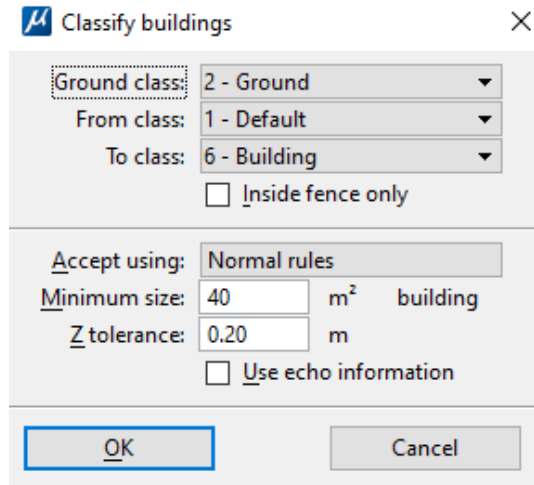 µ Classify buildings
Ground class: 2 - Ground
From class: 1 - Default
To class: 6 - Building
Inside fence only
Accept using: Normal rules
Minimum size: 40 m² building
Z tolerance: 0.20 m
Use echo information
OK Cancel